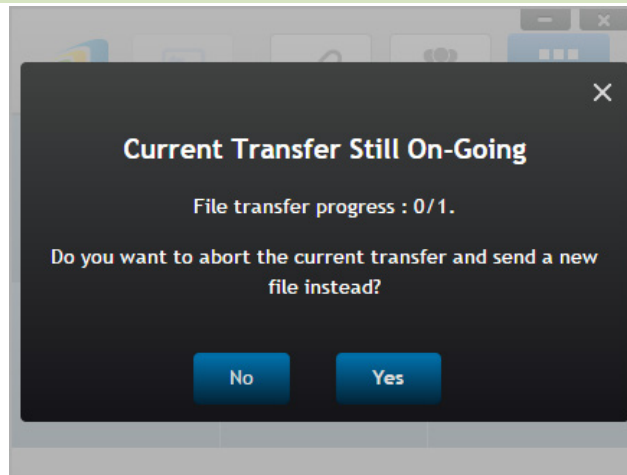 Current Transfer Still On-Going
File transfer progress : 0/1.
Do you want to abort the current transfer and send a new
file instead?
No
Yes